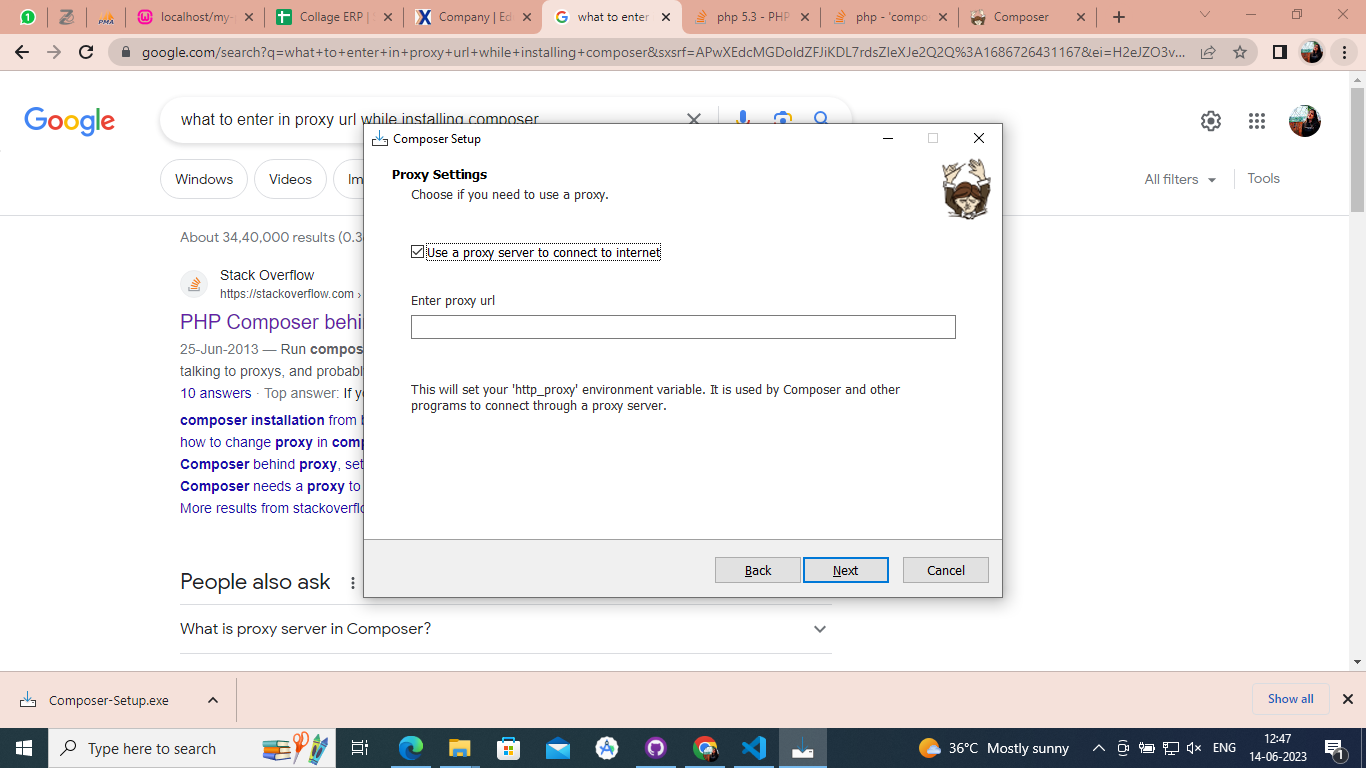 localhost/my-
Collage ERP |
Company | Ed
what to enter
php 5.3 - PHP
php - 'compo
Composer
google.com/search?q=what+to+enter+in+proxy+url+while+installing+composer&sxsrf=APwXEdcMGDoldZFJiKDL7rdsZIeXJe2Q2Q%3A1686726431167&ei=H2eJZO3v...
Google
what to enter in proxy url while installing composer
Windows
Videos
Im
All filters
Tools
About 34,40,000 results (0.3
Stack Overflow
https://stackoverflow.com ›
PHP Composer behi
25-Jun-2013 — Run compos
talking to proxys, and probabl
10 answers · Top answer: If y
composer installation from b
how to change proxy in comp
Composer behind proxy, set
Composer needs a proxy to
More results from stackoverflo
People also ask
What is proxy server in Composer?
Composer Setup
Proxy Settings
Choose if you need to use a proxy.
Use a proxy server to connect to internet
Enter proxy url
This will set your 'http_proxy' environment variable. It is used by Composer and other
programs to connect through a proxy server.
Back
Next
Cancel
Composer-Setup.exe
Show all
Type here to search
36°C Mostly sunny
ENG
12:47
14-06-2023
1